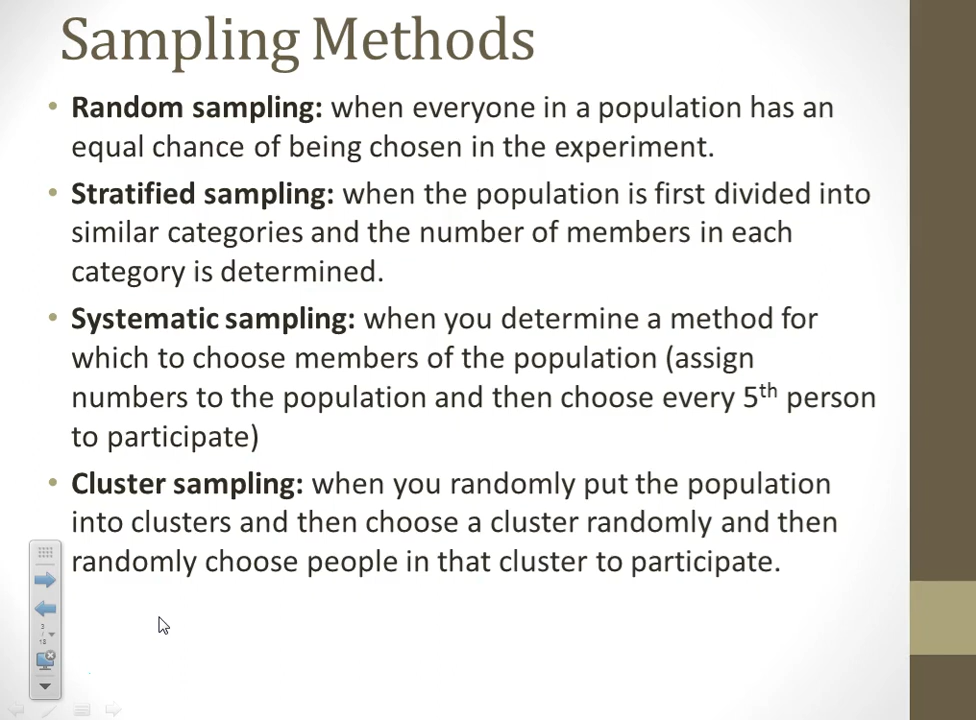 Sampling Methods
• Random sampling: when everyone in a population has an
equal chance of being chosen in the experiment.
• Stratified sampling: when the population is first divided into
similar categories and the number of members in each
category is determined.
• Systematic sampling: when you determine a method for
which to choose members of the population (assign
numbers to the population and then choose every 5th person
to participate)
• Cluster sampling: when you randomly put the population
into clusters and then choose a cluster randomly and then
randomly choose people in that cluster to participate.
3
/
18